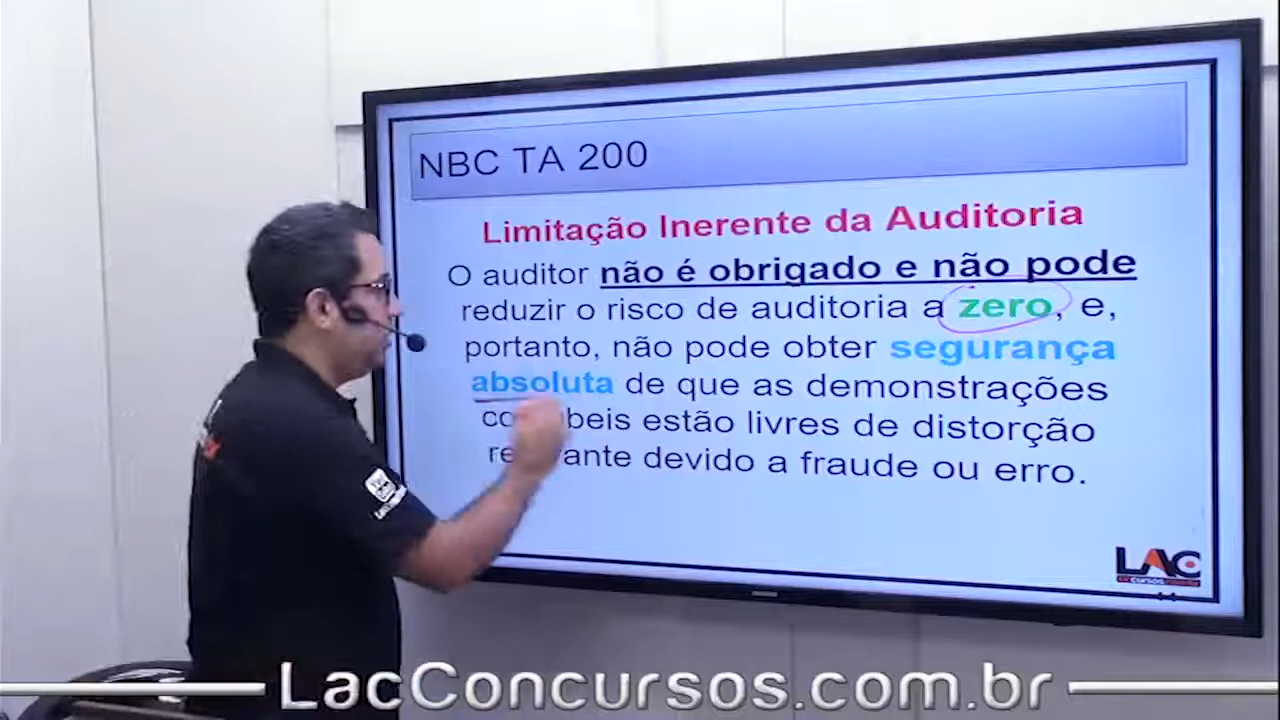 NBC TA 200
Limitação Inerente da Auditoria
O auditor não é obrigado e não pode
reduzir o risco de auditoria a zero, e,
portanto, não pode obter segurança
absoluta de que as demonstrações
estão livres de distorção
devido a fraude ou erro.
LAC
LacConcursos.com.br